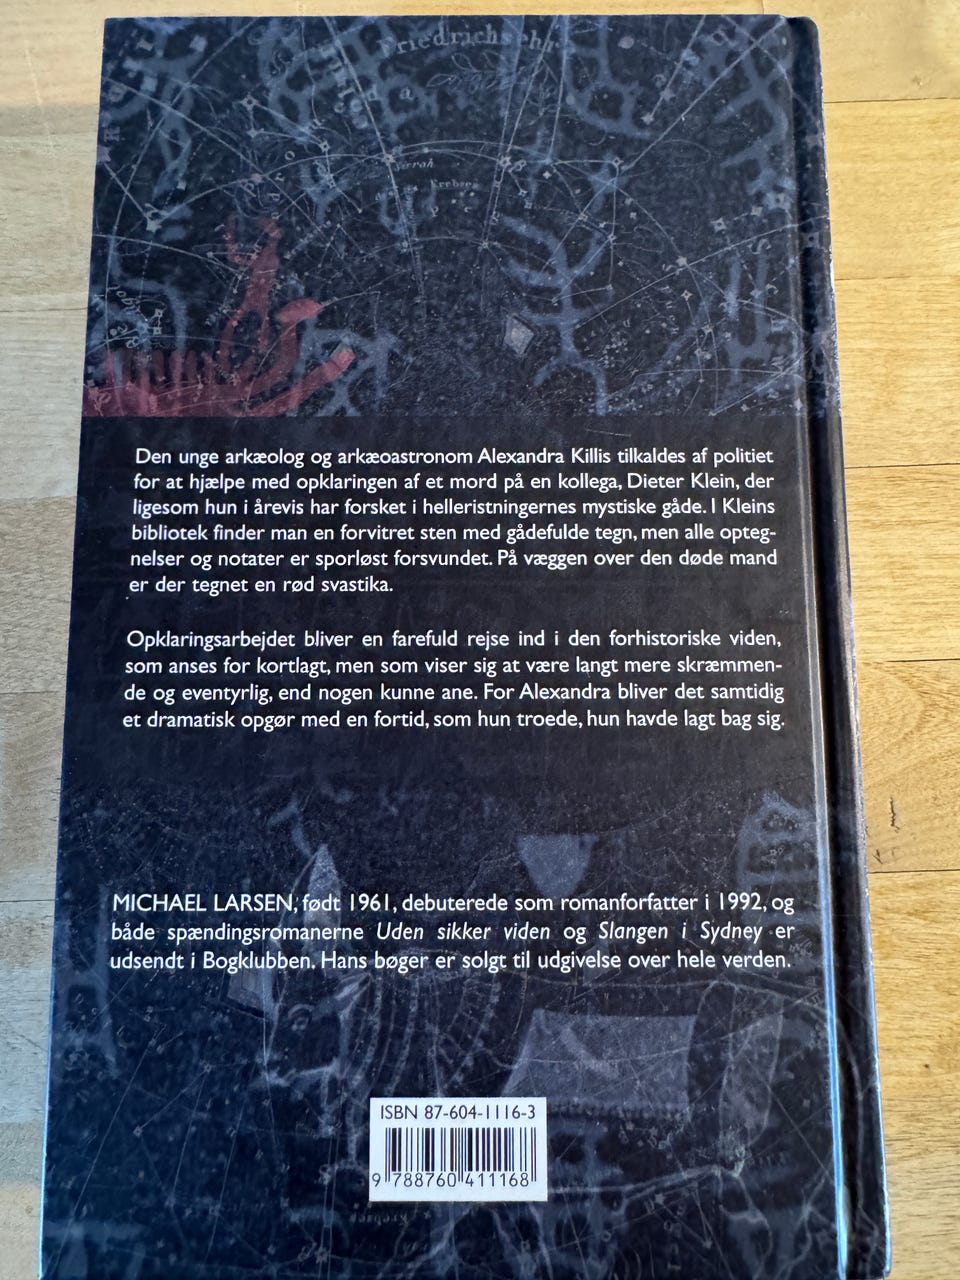 Friedrichsehr
Den unge arkæolog og arkæoastronom Alexandra Killis tilkaldes af politiet
for at hjælpe med opklaringen af et mord på en kollega, Dieter Klein, der
ligesom hun i årevis har forsket i helleristningernes mystiske gåde. I Kleins
bibliotek finder man en forvitret sten med gådefulde tegn, men alle opteg-
nelser og notater er sporløst forsvundet. På væggen over den døde mand
er der tegnet en rød svastika.
Opklaringsarbejdet bliver en farefuld rejse ind i den forhistoriske viden,
som anses for kortlagt, men som viser sig at være langt mere skræmmen-
de og eventyrlig, end nogen kunne ane. For Alexandra bliver det samtidig
et dramatisk opgør med en fortid, som hun troede, hun havde lagt bag sig.
MICHAEL LARSEN, født 1961, debuterede som romanforfatter i 1992, og
både spændingsromanerne Uden sikker viden og Slangen i Sydney er
udsendt i Bogklubben. Hans bøger er solgt til udgivelse over hele verden.
ISBN 87-604-1116-3
9 788760 411168